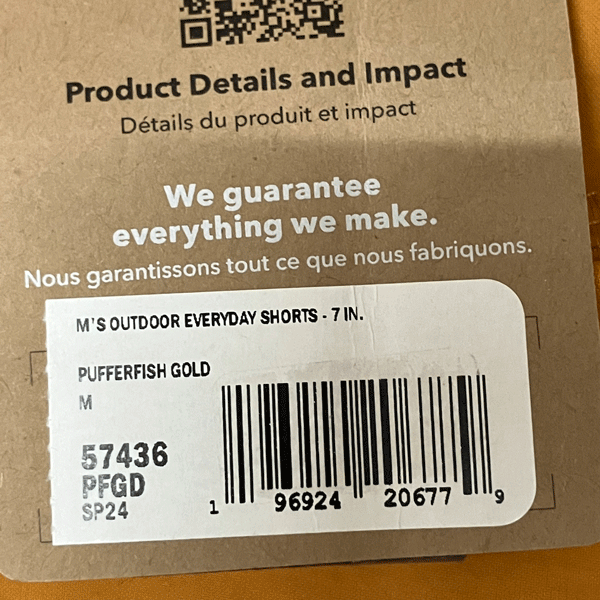 Product Details and Impact
Détails du produit et impact
We guarantee
everything we make.
Nous garantissons tout ce que nous fabriquons.
M'S OUTDOOR EVERYDAY SHORTS - 7 IN.
PUFFERFISH GOLD
M
57436
PFGD
SP24
1 96924 20677 9